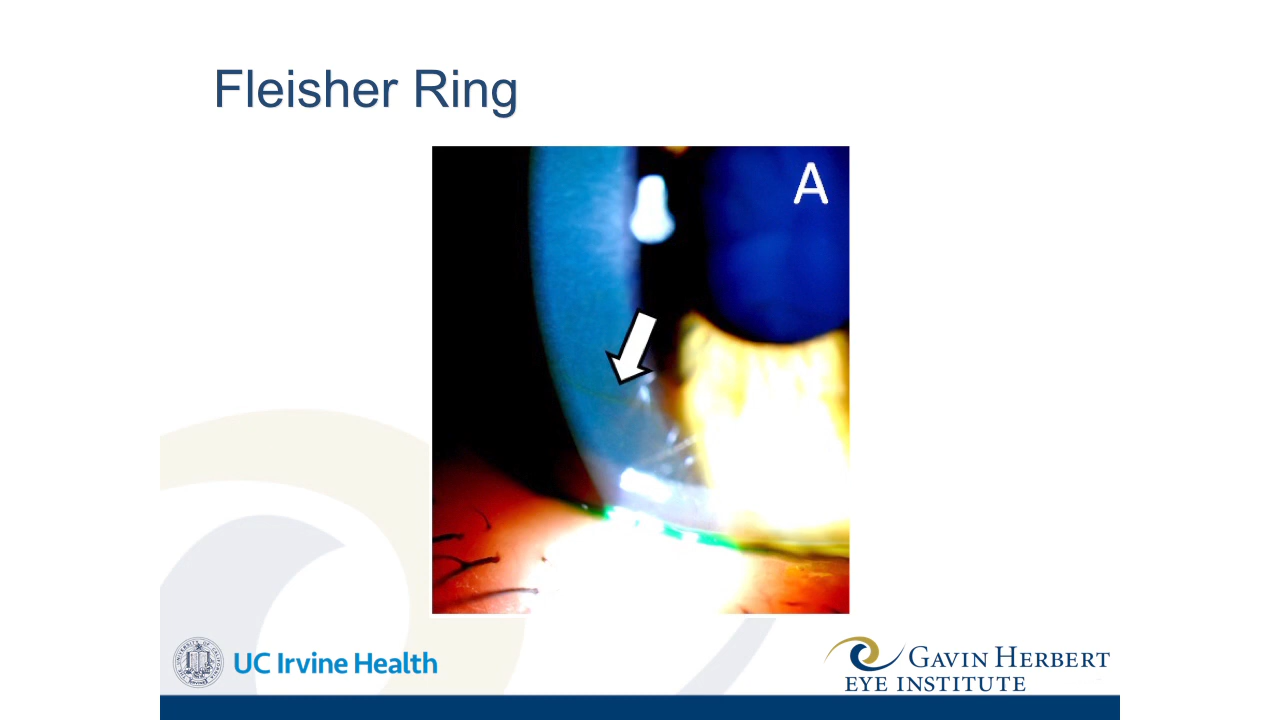 Fleisher Ring
A
UC Irvine Health
GAVIN HERBERT
EYE INSTITUTE